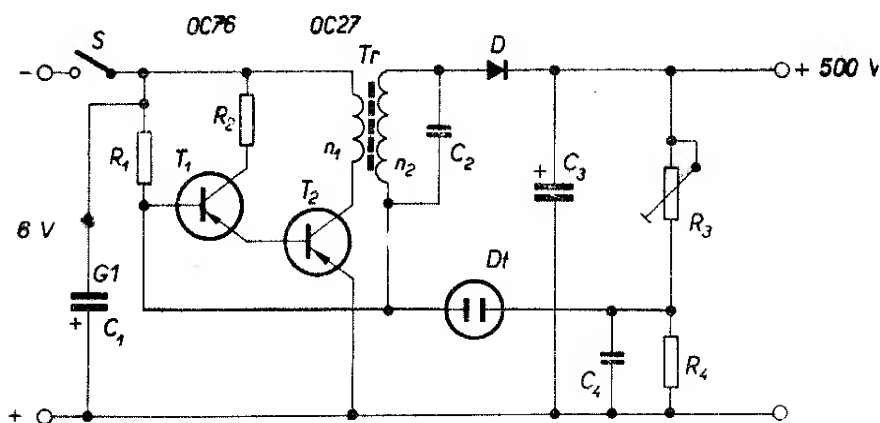 OC76 OC27
S
Tr
D
-
+ 500 V
R2
R1
T1
n1
n2
C2
+
C3
T2
R3
6 V
Dt
G1
+
C1
C4
R4
+